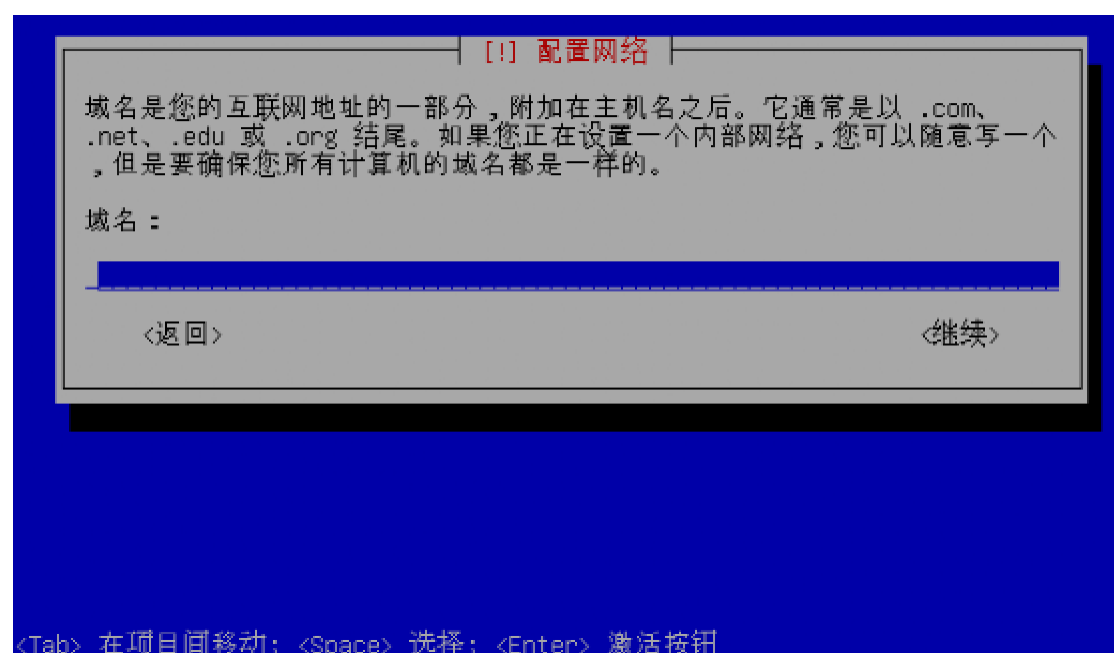 [!] 配置网络
域名是您的互联网地址的一部分，附加在主机名之后。它通常是以 .com、
.net、.edu 或 .org 结尾。如果您正在设置一个内部网络，您可以随意写一个
，但是要确保您所有计算机的域名都是一样的。
域名：
<返回> <继续>
<Tab> 在项目间移动; <Space> 选择; <Enter> 激活按钮